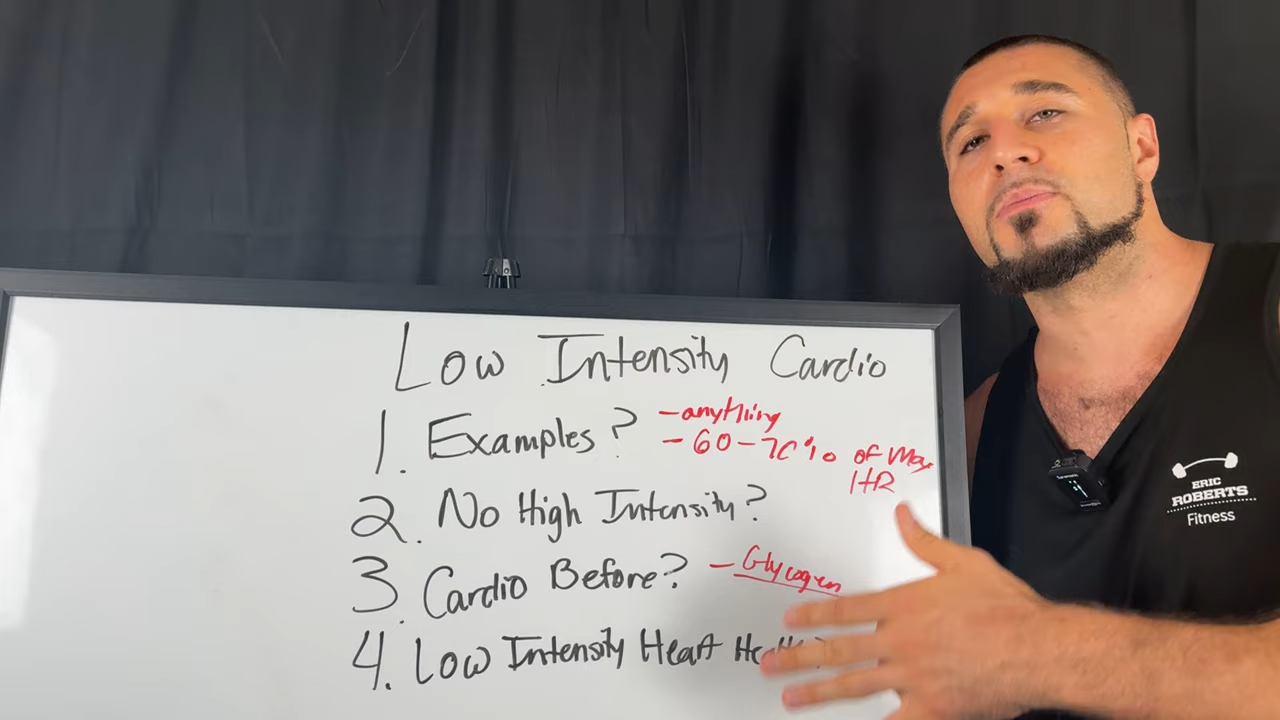 Low Intensity Cardio
1. Examples? - anything
- 60-70% of Max
HR
2. No High Intensity?
3. Cardio Before? - Glycogen
4. Low Intensity Heart
ERIC
ROBERTS
Fitness